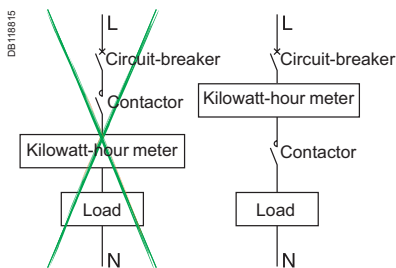 DB118815
L
Circuit-breaker
Contactor
Kilowatt-hour meter
Load
N
L
Circuit-breaker
Kilowatt-hour meter
Contactor
Load
N